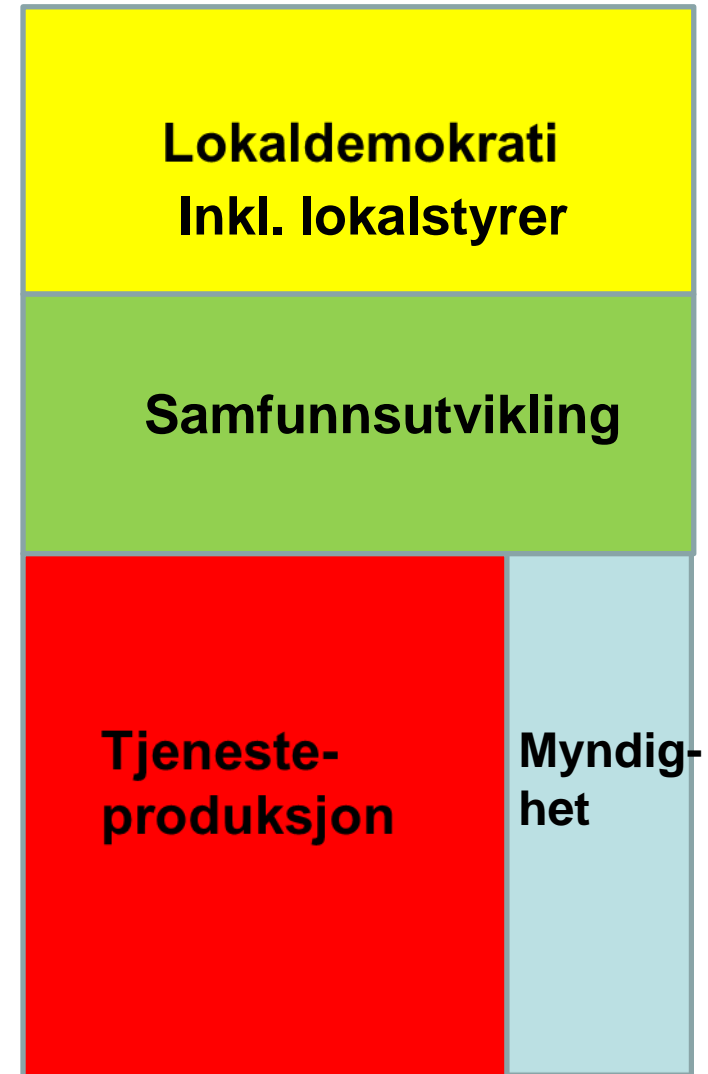 Lokaldemokrati
Inkl. lokalstyrer
Samfunnsutvikling
Tjeneste-
produksjon
Myndig-
het